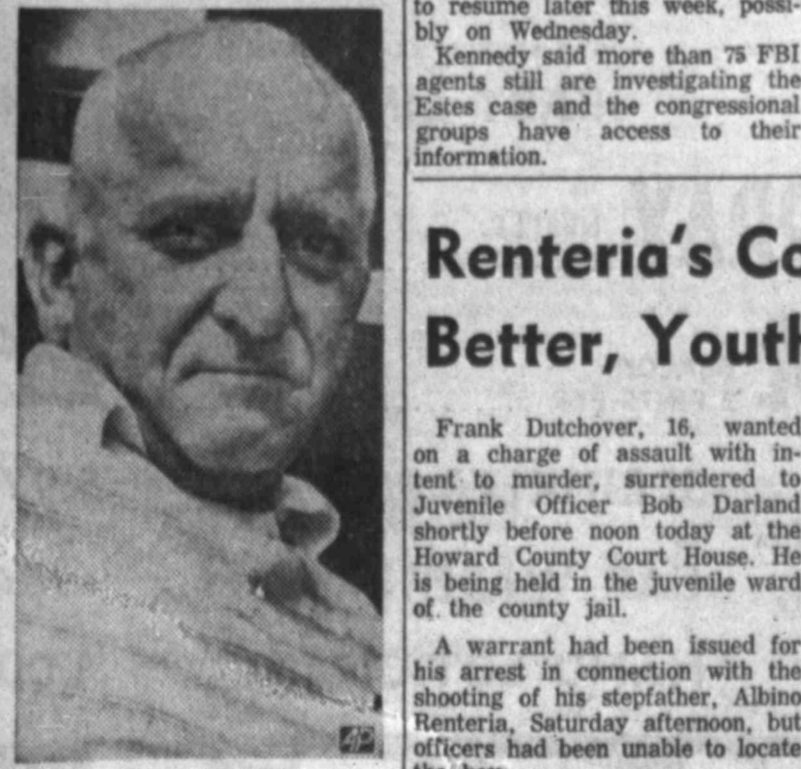 to resume later this week, possi-
bly on Wednesday.
Kennedy said more than 75 FBI
agents still are investigating the
Estes case and the congressional
groups have access to their
information.
Renteria's Co
Better, Youth
Frank Dutchover, 16, wanted
on a charge of assault with in-
tent to murder, surrendered to
Juvenile Officer Bob Darland
shortly before noon today at the
Howard County Court House. He
is being held in the juvenile ward
of the county jail.
A warrant had been issued for
his arrest in connection with the
shooting of his stepfather, Albino
Renteria, Saturday afternoon, but
officers had been unable to locate
AP